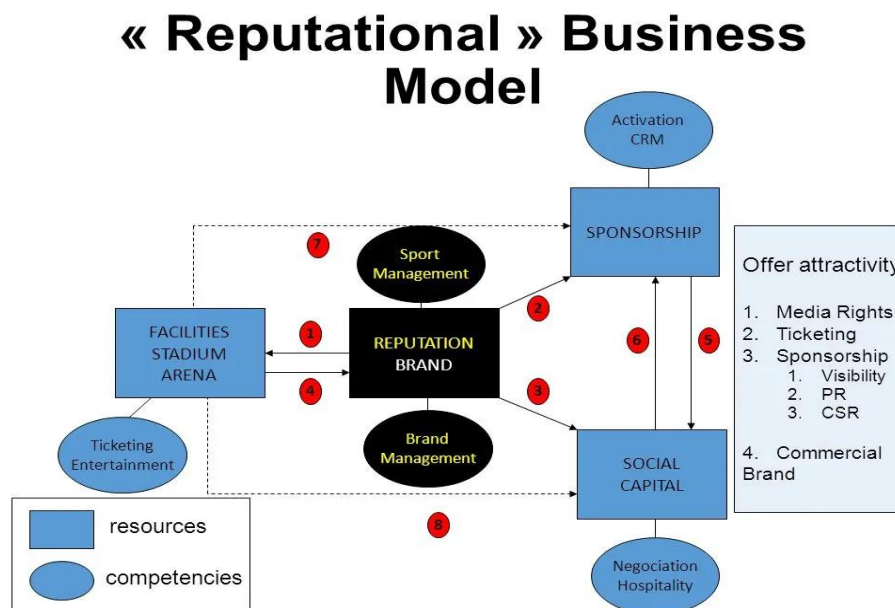 « Reputational » Business
Model
Activation
CRM
SPONSORSHIP
7
Sport
Management
2
Offer attractivity
1. Media Rights
2. Ticketing
3. Sponsorship
1. Visibility
2. PR
3. CSR
4. Commercial
Brand
FACILITIES
STADIUM
ARENA
1
4
REPUTATION
BRAND
6
5
3
Ticketing
Entertainment
Brand
Management
SOCIAL
CAPITAL
8
resources
competencies
Negociation
Hospitality